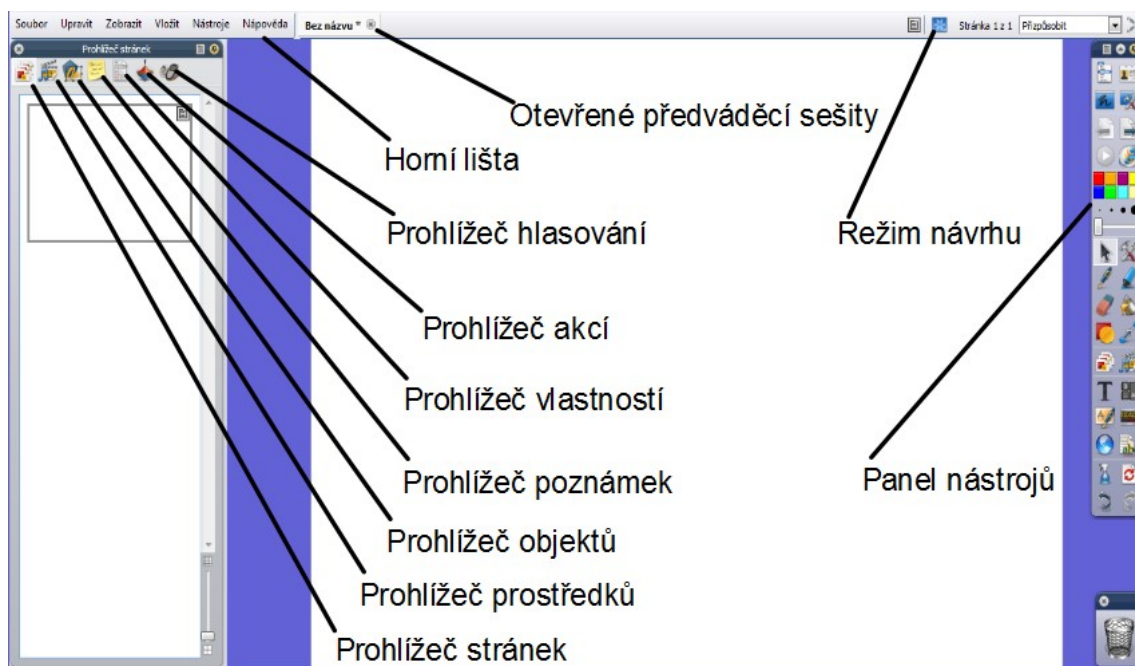 Soubor Upravit Zobrazit Vložit Nástroje Nápověda Bez názvu * Stránka 1 z 1 Přizpůsobit
Prohlížeč stránek
Otevřené předváděcí sešity
Horní lišta
Prohlížeč hlasování
Režim návrhu
Prohlížeč akcí
Prohlížeč vlastností
Prohlížeč poznámek
Panel nástrojů
Prohlížeč objektů
Prohlížeč prostředků
Prohlížeč stránek